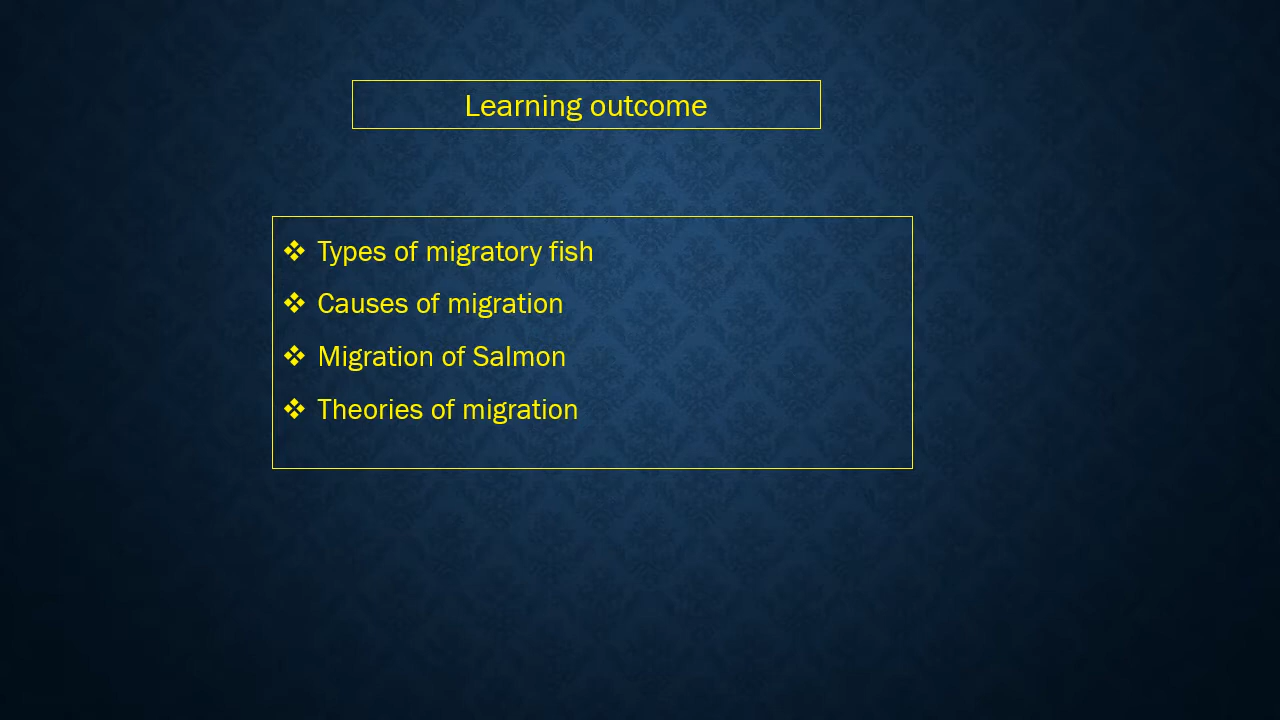 Learning outcome
❖ Types of migratory fish
❖ Causes of migration
❖ Migration of Salmon
❖ Theories of migration